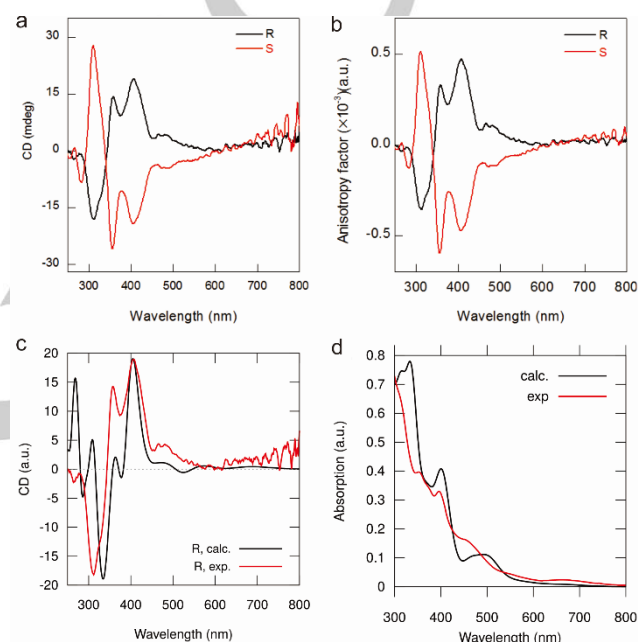 a
R
S
CD (mdeg)
30
15
0
-15
-30
300 400 500 600 700 800
Wavelength (nm)
b
R
S
Anisotropy factor (×10⁻³)(a.u.)
0.5
0.0
-0.5
300 400 500 600 700 800
Wavelength (nm)
c
CD (a.u.)
20
15
10
5
0
-5
-10
-15
-20
R, calc.
R, exp.
300 400 500 600 700 800
Wavelength (nm)
d
calc.
exp
Absorption (a.u.)
0.8
0.7
0.6
0.5
0.4
0.3
0.2
0.1
0
300 400 500 600 700 800
Wavelength (nm)